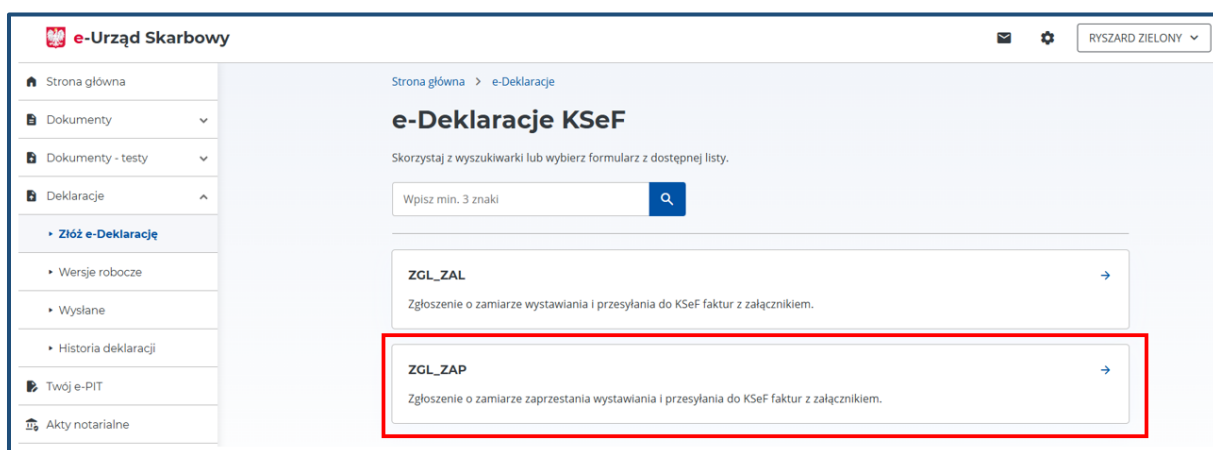 e-Urząd Skarbowy
RYSZARD ZIELONY
Strona główna
Dokumenty
Dokumenty - testy
Deklaracje
Złóż e-Deklarację
Wersje robocze
Wysłane
Historia deklaracji
Twój e-PIT
Akty notarialne
Strona główna > e-Deklaracje
e-Deklaracje KSeF
Skorzystaj z wyszukiwarki lub wybierz formularz z dostępnej listy.
Wpisz min. 3 znaki
ZGL_ZAL
Zgłoszenie o zamiarze wystawiania i przesyłania do KSeF faktur z załącznikiem.
ZGL_ZAP
Zgłoszenie o zamiarze zaprzestania wystawiania i przesyłania do KSeF faktur z załącznikiem.